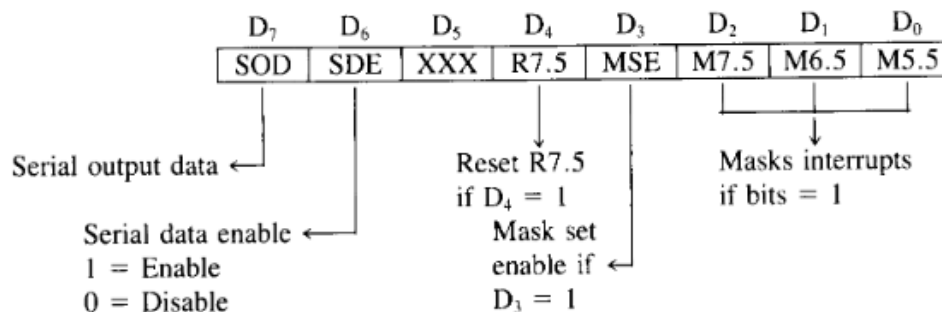 D₇ D₆ D₅ D₄ D₃ D₂ D₁ D₀
SOD SDE XXX R7.5 MSE M7.5 M6.5 M5.5
Serial output data
Reset R7.5
if D₄ = 1
Masks interrupts
if bits = 1
Serial data enable
1 = Enable
0 = Disable
Mask set
enable if
D₃ = 1